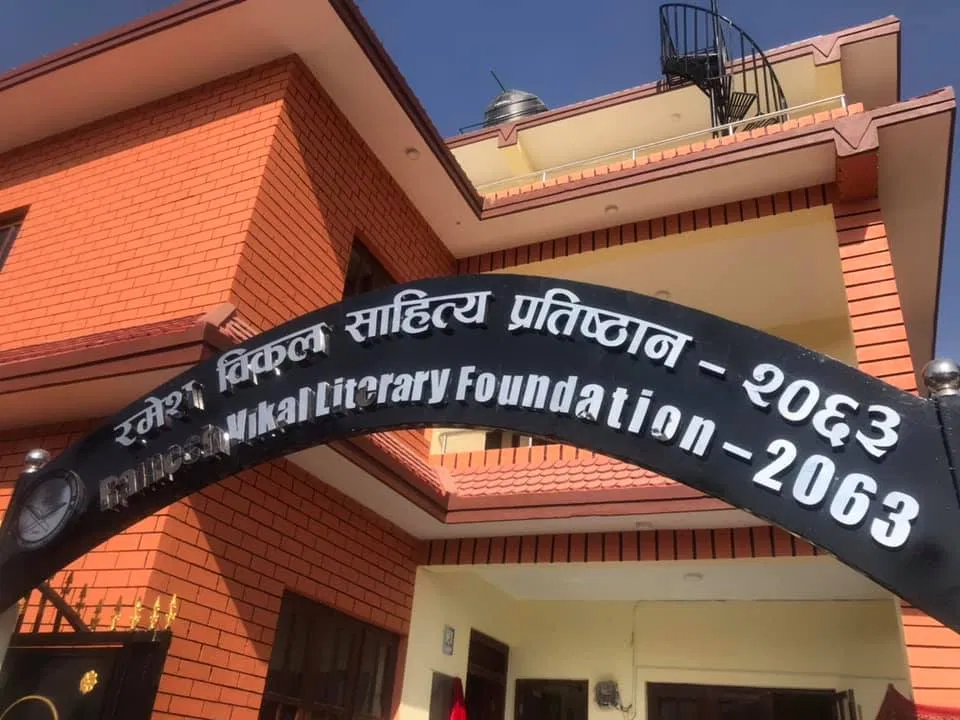 रमेश विकल साहित्य प्रतिष्ठान – २०६३
Ramesh Vikal Literary Foundation – 2063